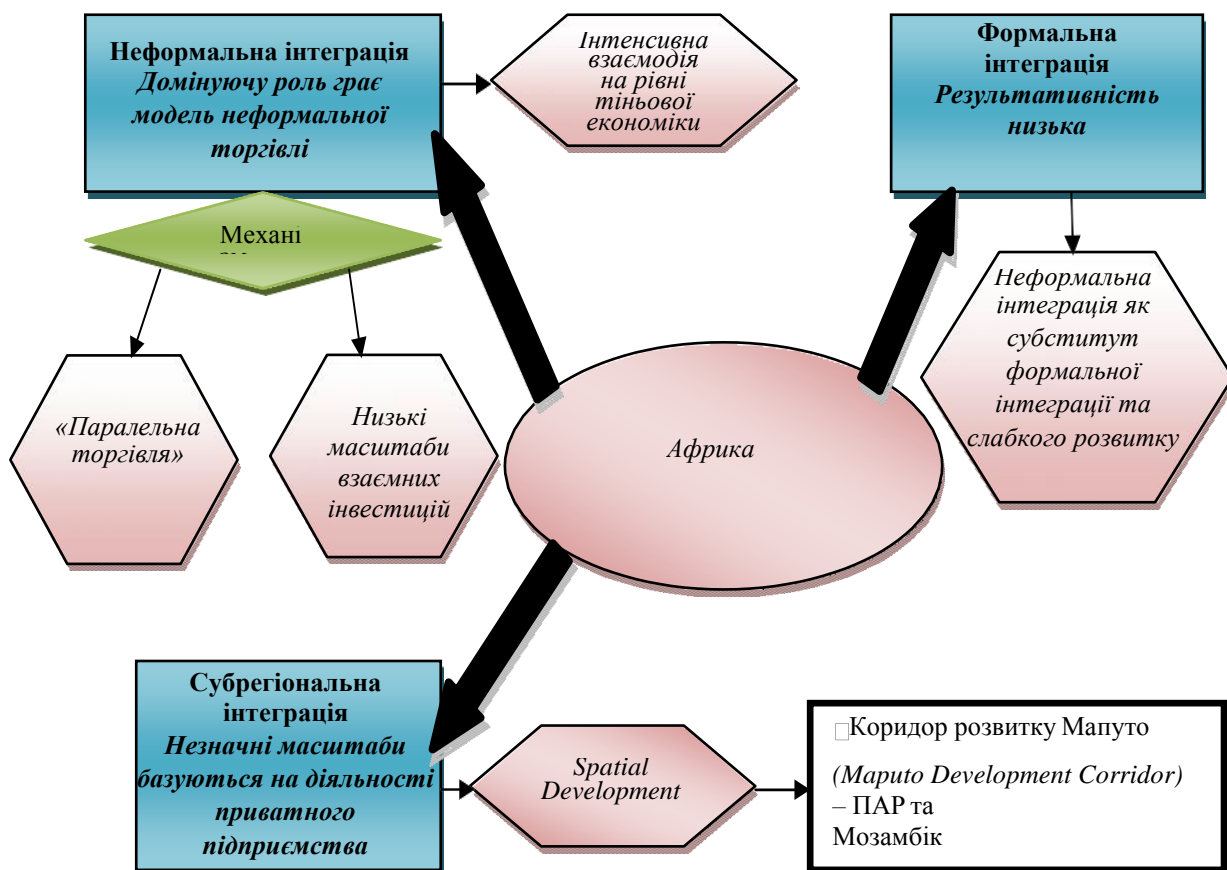 Неформальна інтеграція
Домінуючу роль грає
модель неформальної
торгівлі
Інтенсивна
взаємодія
на рівні
тіньової
економіки
Формальна
інтеграція
Результативність
низька
Механі
«Паралельна
торгівля»
Низькі
масштаби
взаємних
інвестицій
Африка
Неформальна
інтеграція як
субститут
формальної
інтеграції та
слабкого розвитку
Субрегіональна
інтеграція
Незначні масштаби
базуються на діяльності
приватного
підприємства
Spatial
Development
Коридор розвитку Мапуто
(Maputo Development Corridor)
– ПАР та
Мозамбік